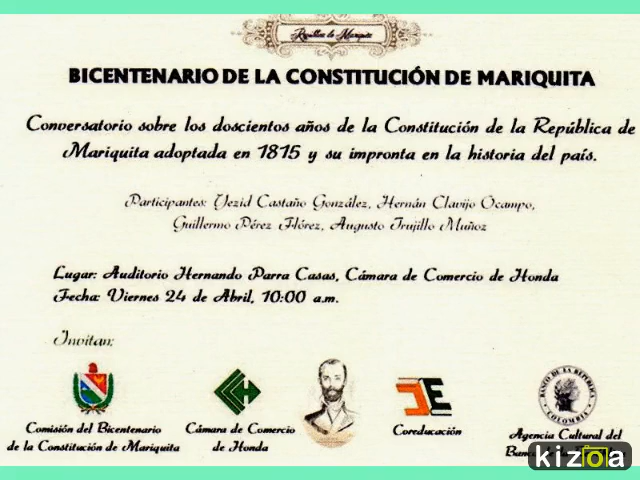 República de Mariquita
BICENTENARIO DE LA CONSTITUCIÓN DE MARIQUITA
Conversatorio sobre los doscientos años de la Constitución de la República de
Mariquita adoptada en 1815 y su impronta en la historia del país.
Participantes: Yezid Castaño González, Hernán Clavijo Ocampo,
Guillermo Pérez Flórez, Augusto Trujillo Muñoz
Lugar: Auditorio Hernando Parra Casas, Cámara de Comercio de Honda
Fecha: Viernes 24 de Abril, 10:00 a.m.
Invitan:
BANCO DE LA REPÚBLICA
COLOMBIA
Comisión del Bicentenario
de la Constitución de Mariquita
Cámara de Comercio
de Honda
Coreducación
Agencia Cultural del
kizoa